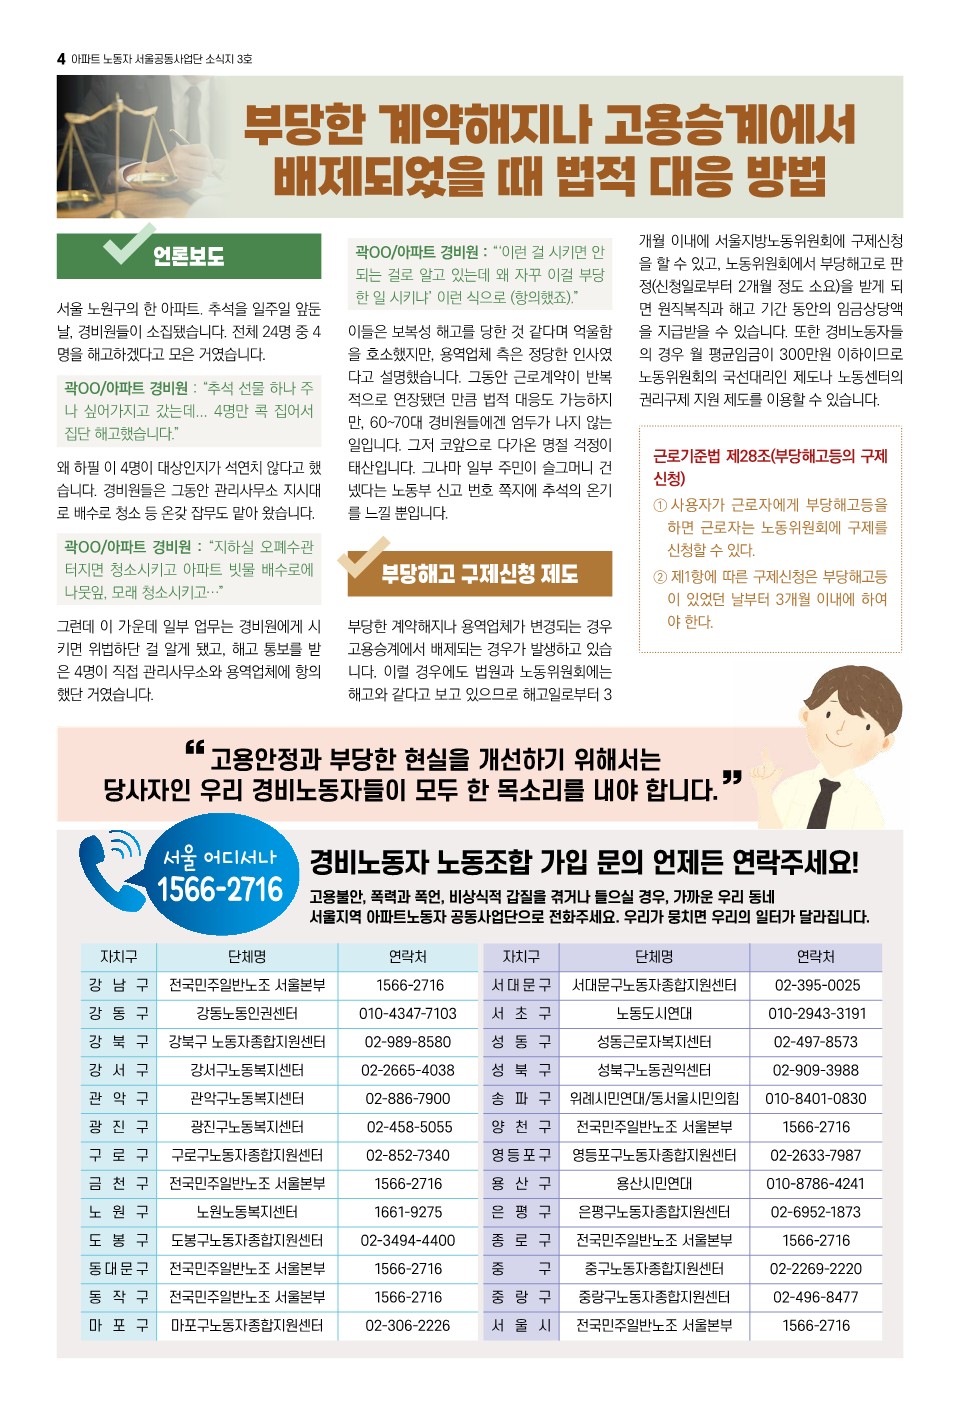 4 아파트 노동자 서울공동사업단 소식지 3호
부당한 계약해지나 고용승계에서
배제되었을 때 법적 대응 방법
언론보도
서울 노원구의 한 아파트. 추석을 일주일 앞둔
날, 경비원들이 소집됐습니다. 전체 24명 중 4
명을 해고하겠다고 모은 거였습니다.
곽OO/아파트 경비원 : “추석 선물 하나 주
나 싶어가지고 갔는데... 4명만 콕 집어서
집단 해고했습니다.”
왜 하필 이 4명이 대상인지가 석연치 않다고 했
습니다. 경비원들은 그동안 관리사무소 지시대
로 배수로 청소 등 온갖 잡무도 맡아 왔습니다.
곽OO/아파트 경비원 : “지하실 오폐수관
터지면 청소시키고 아파트 빗물 배수로에
나뭇잎, 모래 청소시키고…”
그런데 이 가운데 일부 업무는 경비원에게 시
키면 위법하단 걸 알게 됐고, 해고 통보를 받
은 4명이 직접 관리사무소와 용역업체에 항의
했단 거였습니다.
곽OO/아파트 경비원 : “‘이런 걸 시키면 안
되는 걸로 알고 있는데 왜 자꾸 이걸 부당
한 일 시키냐’ 이런 식으로 (항의했죠).”
이들은 보복성 해고를 당한 것 같다며 억울함
을 호소했지만, 용역업체 측은 정당한 인사였
다고 설명했습니다. 그동안 근로계약이 반복
적으로 연장됐던 만큼 법적 대응도 가능하지
만, 60~70대 경비원들에겐 엄두가 나지 않는
일입니다. 그저 코앞으로 다가온 명절 걱정이
태산입니다. 그나마 일부 주민이 슬그머니 건
넸다는 노동부 신고 번호 쪽지에 추석의 온기
를 느낄 뿐입니다.
부당해고 구제신청 제도
부당한 계약해지나 용역업체가 변경되는 경우
고용승계에서 배제되는 경우가 발생하고 있습
니다. 이럴 경우에도 법원과 노동위원회에는
해고와 같다고 보고 있으므로 해고일로부터 3
개월 이내에 서울지방노동위원회에 구제신청
을 할 수 있고, 노동위원회에서 부당해고로 판
정(신청일로부터 2개월 정도 소요)을 받게 되
면 원직복직과 해고 기간 동안의 임금상당액
을 지급받을 수 있습니다. 또한 경비노동자들
의 경우 월 평균임금이 300만원 이하이므로
노동위원회의 국선대리인 제도나 노동센터의
권리구제 지원 제도를 이용할 수 있습니다.
근로기준법 제28조(부당해고등의 구제
신청)
① 사용자가 근로자에게 부당해고등을
하면 근로자는 노동위원회에 구제를
신청할 수 있다.
② 제1항에 따른 구제신청은 부당해고등
이 있었던 날부터 3개월 이내에 하여
야 한다.
“고용안정과 부당한 현실을 개선하기 위해서는
당사자인 우리 경비노동자들이 모두 한 목소리를 내야 합니다.”
서울 어디서나
1566-2716
경비노동자 노동조합 가입 문의 언제든 연락주세요!
고용불안, 폭력과 폭언, 비상식적 갑질을 겪거나 들으실 경우, 가까운 우리 동네
서울지역 아파트노동자 공동사업단으로 전화주세요. 우리가 뭉치면 우리의 일터가 달라집니다.
자치구 단체명 연락처 자치구 단체명 연락처
강남구 전국민주일반노조 서울본부 1566-2716 서대문구 서대문구노동자종합지원센터 02-395-0025
강동구 강동노동인권센터 010-4347-7103 서초구 노동도시연대 010-2943-3191
강북구 강북구 노동자종합지원센터 02-989-8580 성동구 성동근로자복지센터 02-497-8573
강서구 강서구노동복지센터 02-2665-4038 성북구 성북구노동권익센터 02-909-3988
관악구 관악구노동복지센터 02-886-7900 송파구 위례시민연대/동서울시민의힘 010-8401-0830
광진구 광진구노동복지센터 02-458-5055 양천구 전국민주일반노조 서울본부 1566-2716
구로구 구로구노동자종합지원센터 02-852-7340 영등포구 영등포구노동자종합지원센터 02-2633-7987
금천구 전국민주일반노조 서울본부 1566-2716 용산구 용산시민연대 010-8786-4241
노원구 노원노동복지센터 1661-9275 은평구 은평구노동자종합지원센터 02-6952-1873
도봉구 도봉구노동자종합지원센터 02-3494-4400 종로구 전국민주일반노조 서울본부 1566-2716
동대문구 전국민주일반노조 서울본부 1566-2716 중구 중구노동자종합지원센터 02-2269-2220
동작구 전국민주일반노조 서울본부 1566-2716 중랑구 중랑구노동자종합지원센터 02-496-8477
마포구 마포구노동자종합지원센터 02-306-2226 서울시 전국민주일반노조 서울본부 1566-2716